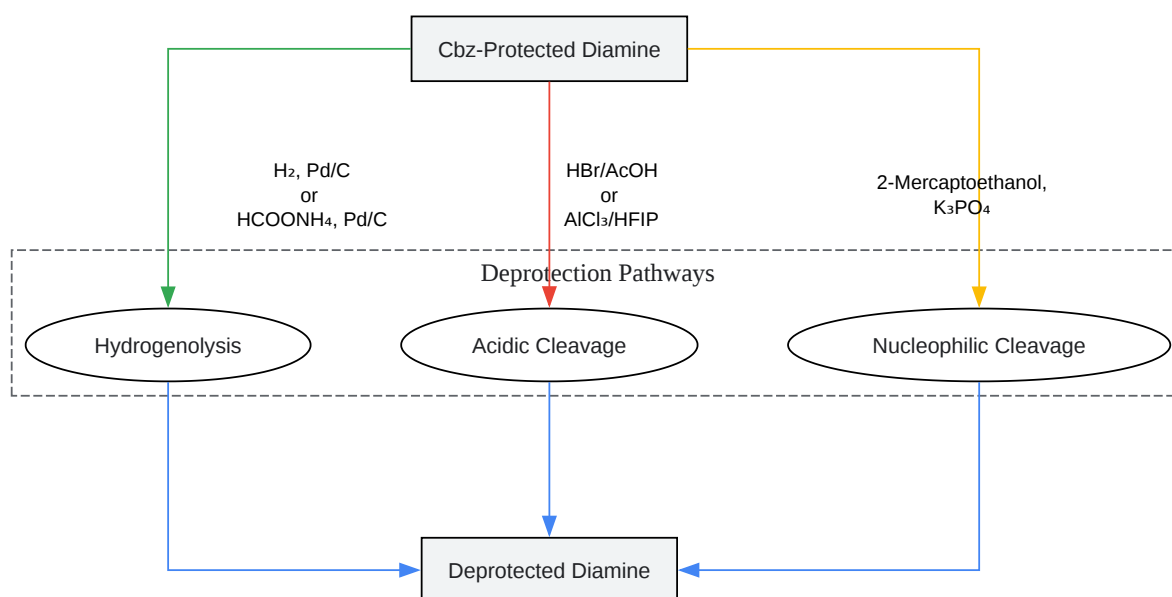 Cbz-Protected Diamine
H₂, Pd/C
or
HCOONH₄, Pd/C
HBr/AcOH
or
AlCl₃/HFIP
2-Mercaptoethanol,
K₃PO₄
Deprotection Pathways
Hydrogenolysis
Acidic Cleavage
Nucleophilic Cleavage
Deprotected Diamine